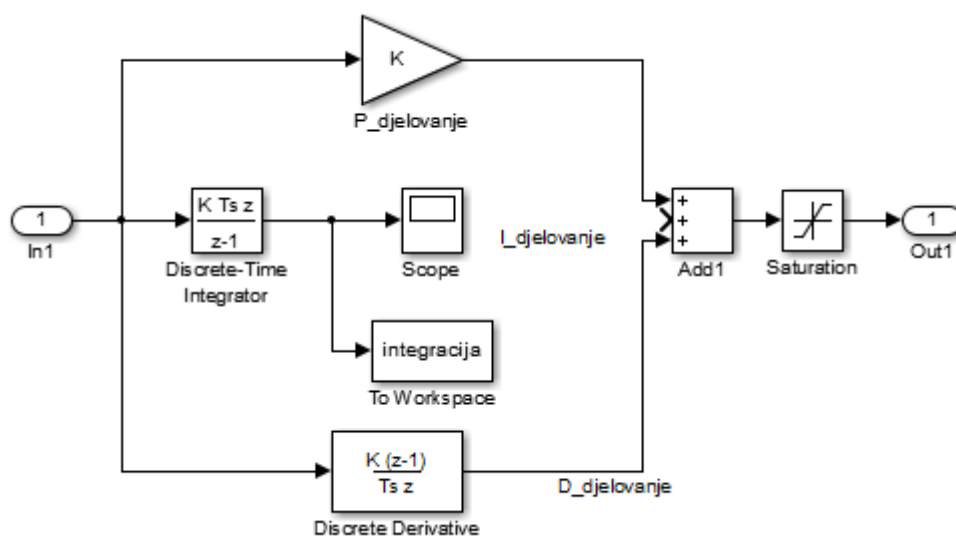 K
P_djelovanje
1
In1
K Ts z
z-1
Discrete-Time
Integrator
Scope
I_djelovanje
+
+
+
Add1
Saturation
1
Out1
integracija
To Workspace
K (z-1)
Ts z
Discrete Derivative
D_djelovanje